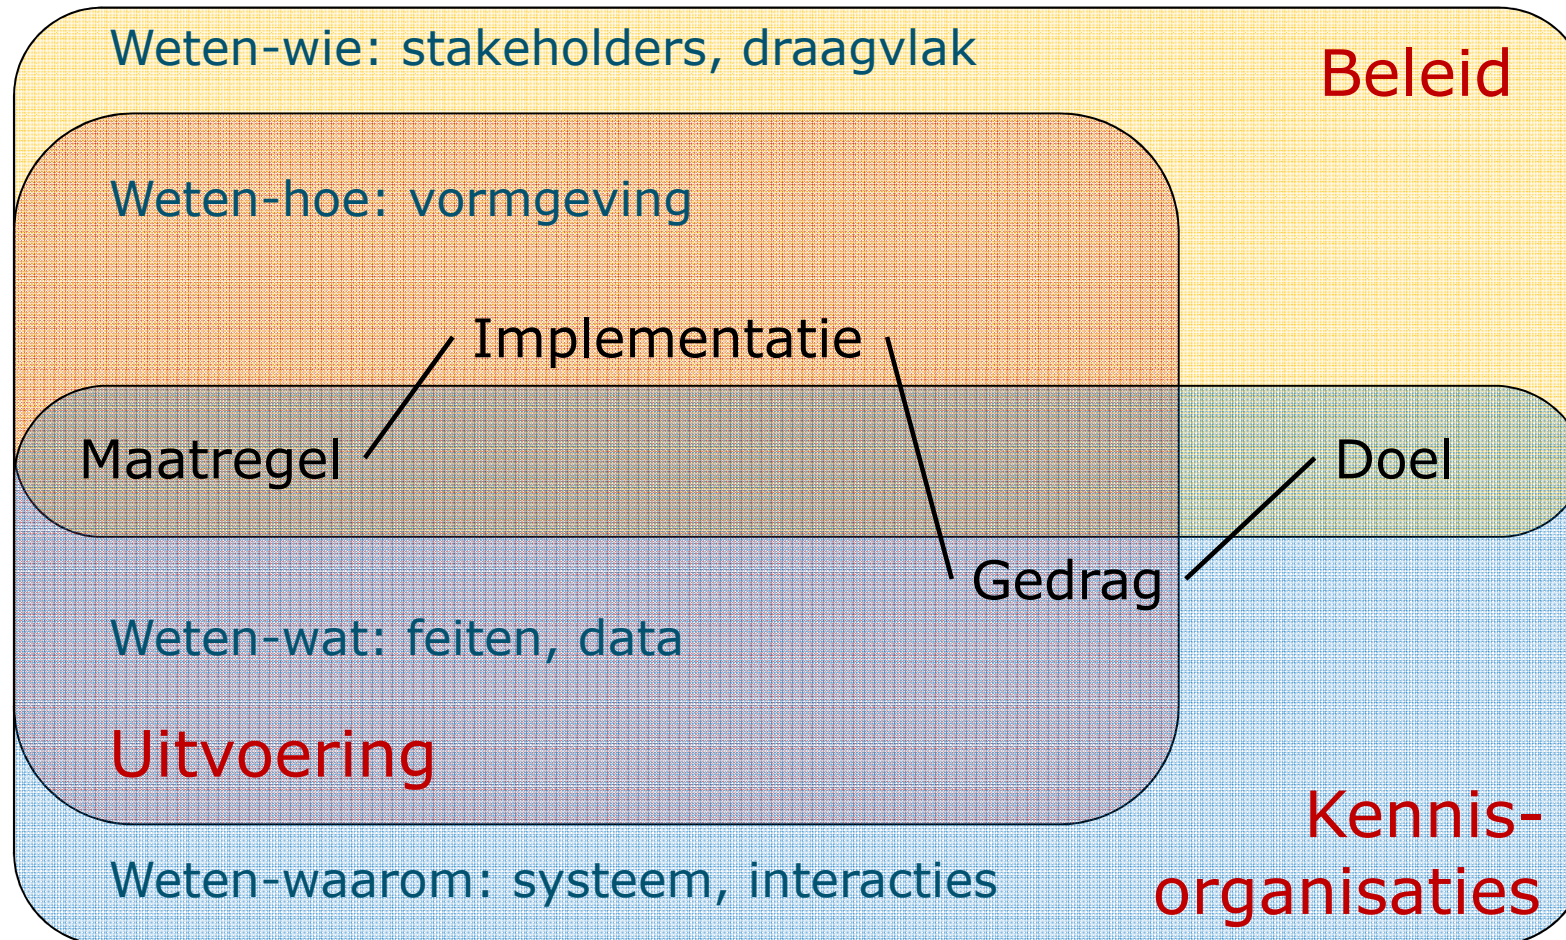 Weten-wie: stakeholders, draagvlak
Beleid
Weten-hoe: vormgeving
Implementatie
Maatregel
Doel
Gedrag
Weten-wat: feiten, data
Uitvoering
Kennis-
organisaties
Weten-waarom: systeem, interacties